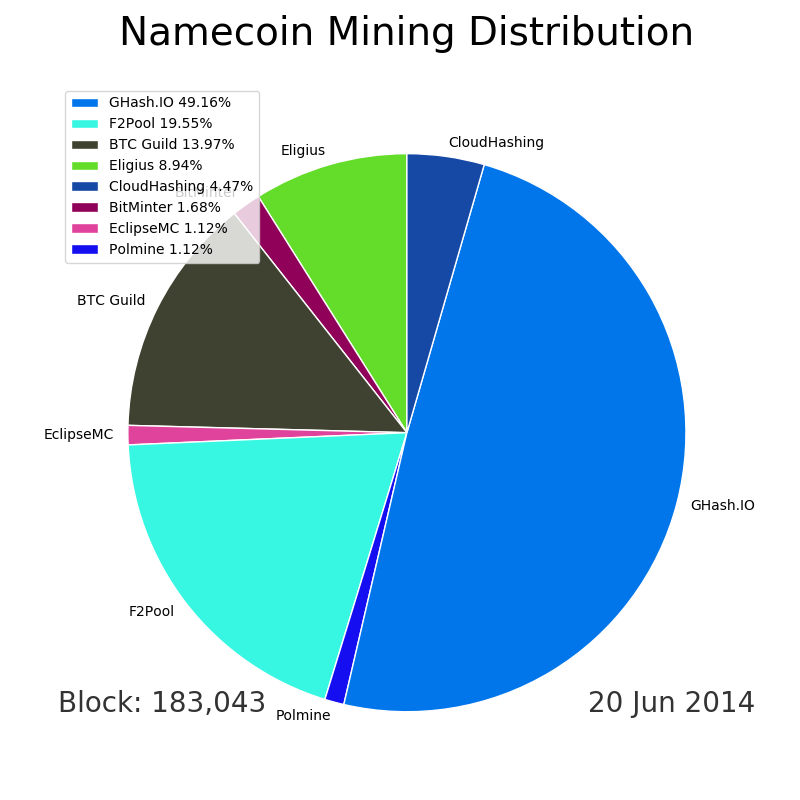 Namecoin Mining Distribution
GHash.IO 49.16%
F2Pool 19.55%
BTC Guild 13.97%
Eligius 8.94%
CloudHashing 4.47%
BitMinter 1.68%
EclipseMC 1.12%
Polmine 1.12%
CloudHashing
Eligius
BitMinter
BTC Guild
EclipseMC
GHash.IO
F2Pool
Polmine
Block: 183,043
20 Jun 2014